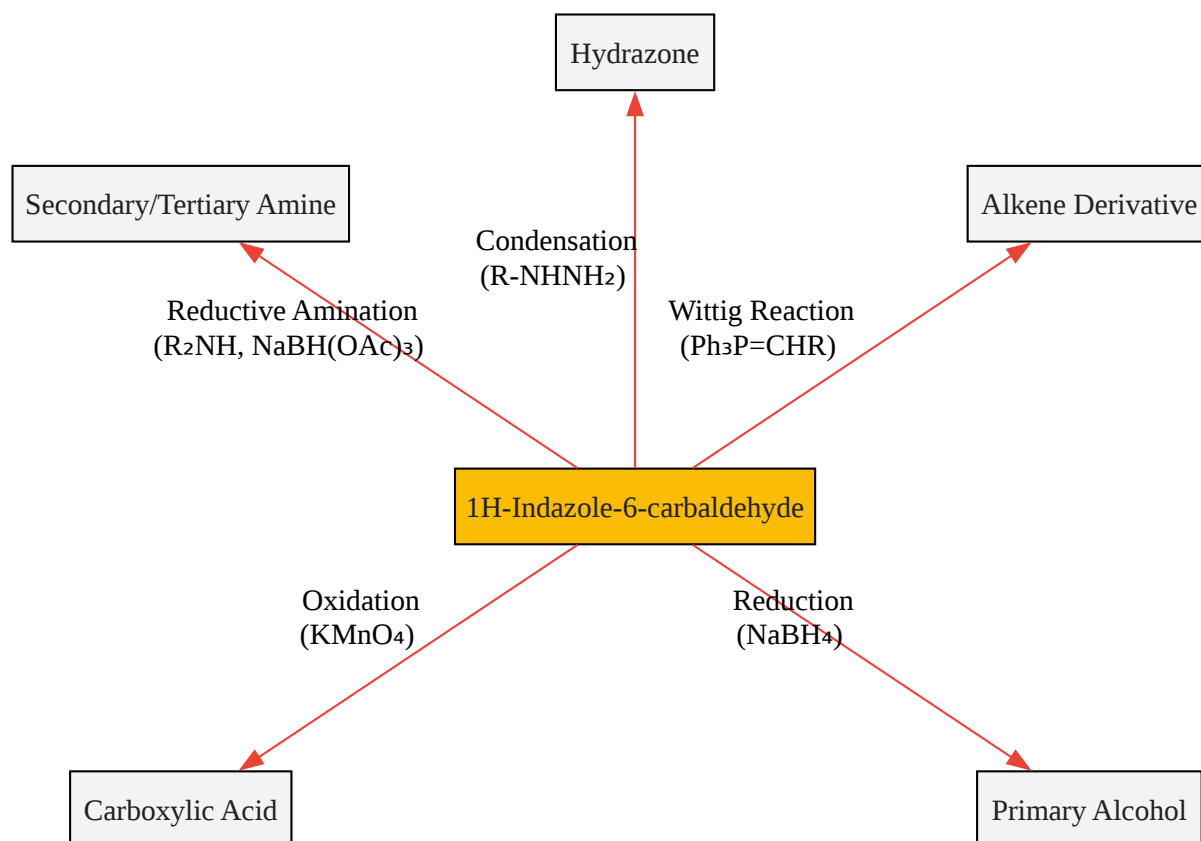 Hydrazone
Secondary/Tertiary Amine
Alkene Derivative
Condensation
(R-NHNH₂)
Reductive Amination
(R₂NH, NaBH(OAc)₃)
Wittig Reaction
(Ph₃P=CHR)
1H-Indazole-6-carbaldehyde
Oxidation
(KMnO₄)
Reduction
(NaBH₄)
Carboxylic Acid
Primary Alcohol